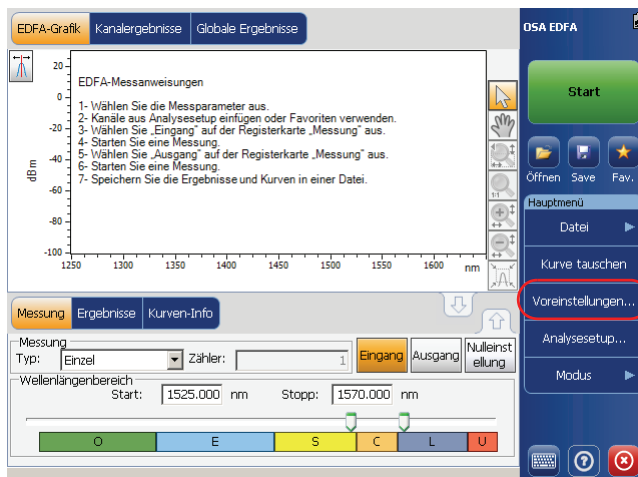 EDFA-Grafik Kanalergebnisse Globale Ergebnisse
OSA EDFA
EDFA-Messanweisungen
1- Wählen Sie die Messparameter aus.
2- Kanäle aus Analysesetup einfügen oder Favoriten verwenden.
3- Wählen Sie „Eingang" auf der Registerkarte „Messung" aus.
4- Starten Sie eine Messung.
5- Wählen Sie „Ausgang" auf der Registerkarte „Messung" aus.
6- Starten Sie eine Messung.
7- Speichern Sie die Ergebnisse und Kurven in einer Datei.
dBm
20
0
-20
-40
-60
-80
-100
1250 1300 1350 1400 1450 1500 1550 1600 nm
1:1
Start
Öffnen Save Fav.
Hauptmenü
Datei
Kurve tauschen
Voreinstellungen...
Analysesetup...
Modus
Messung Ergebnisse Kurven-Info
Messung
Typ: Einzel Zähler: 1 Eingang Ausgang Nulleinst
ellung
Wellenlängenbereich
Start: 1525.000 nm Stopp: 1570.000 nm
O E S C L U